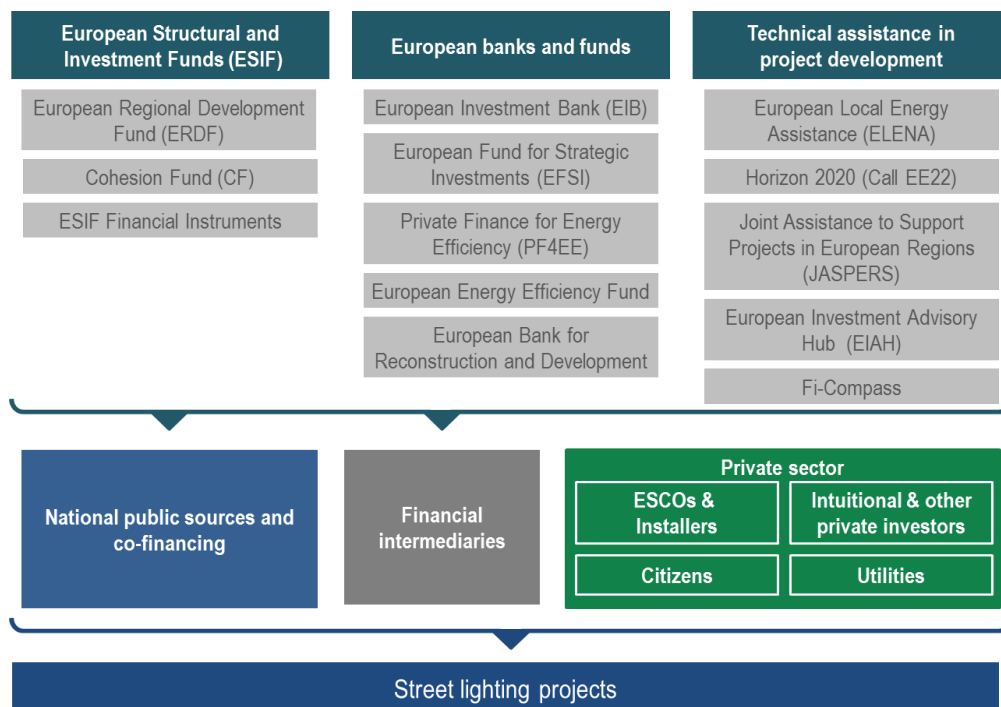 European Structural and
Investment Funds (ESIF)
European Regional Development
Fund (ERDF)
Cohesion Fund (CF)
ESIF Financial Instruments
European banks and funds
European Investment Bank (EIB)
European Fund for Strategic
Investments (EFSI)
Private Finance for Energy
Efficiency (PF4EE)
European Energy Efficiency Fund
European Bank for
Reconstruction and Development
Technical assistance in
project development
European Local Energy
Assistance (ELENA)
Horizon 2020 (Call EE22)
Joint Assistance to Support
Projects in European Regions
(JASPERS)
European Investment Advisory
Hub (EIAH)
Fi-Compass
National public sources and
co-financing
Financial
intermediaries
Private sector
ESCOs &
Installers
Intuitional & other
private investors
Citizens
Utilities
Street lighting projects